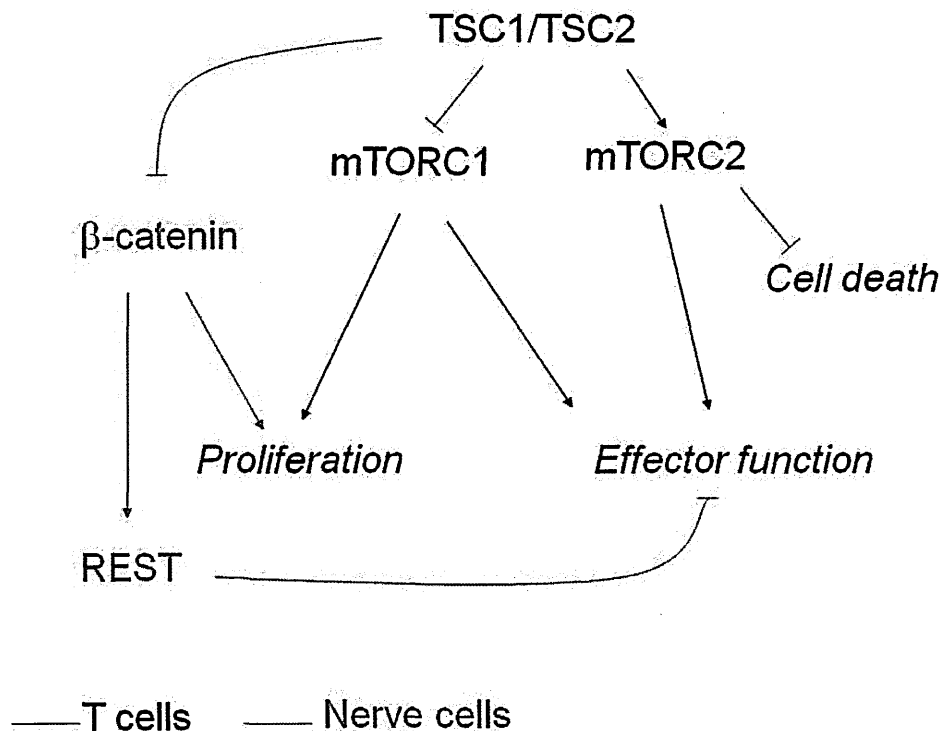 TSC1/TSC2
mTORC1
mTORC2
β-catenin
Cell death
Proliferation
Effector function
REST
T cells
Nerve cells